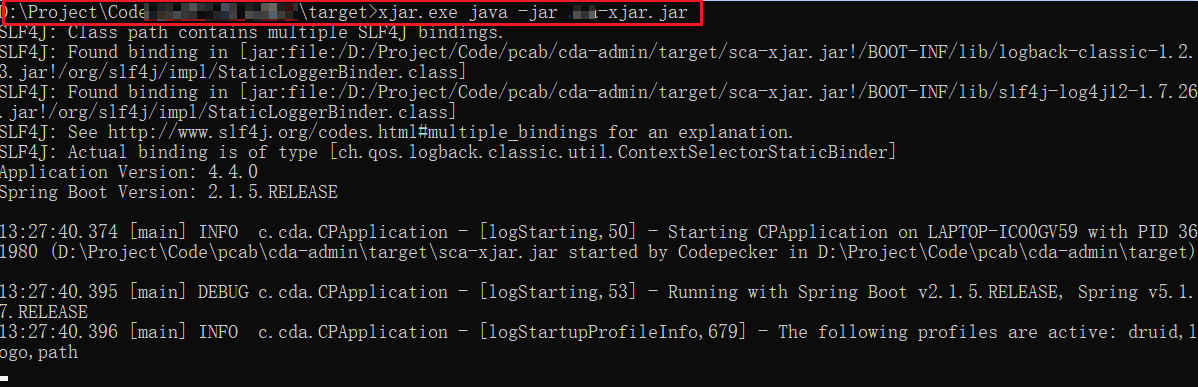 D:\Project\Code\target>xjar.exe java -jar -xjar.jar
SLF4J: Class path contains multiple SLF4J bindings.
SLF4J: Found binding in [jar:file:/D:/Project/Code/pcab/cda-admin/target/sca-xjar.jar!/BOOT-INF/lib/logback-classic-1.2.
3.jar!/org/slf4j/impl/StaticLoggerBinder.class]
SLF4J: Found binding in [jar:file:/D:/Project/Code/pcab/cda-admin/target/sca-xjar.jar!/BOOT-INF/lib/slf4j-log4j12-1.7.26
.jar!/org/slf4j/impl/StaticLoggerBinder.class]
SLF4J: See http://www.slf4j.org/codes.html#multiple_bindings for an explanation.
SLF4J: Actual binding is of type [ch.qos.logback.classic.util.ContextSelectorStaticBinder]
Application Version: 4.4.0
Spring Boot Version: 2.1.5.RELEASE
13:27:40.374 [main] INFO  c.cda.CPApplication - [logStarting,50] - Starting CPApplication on LAPTOP-ICO0GV59 with PID 36
1980 (D:\Project\Code\pcab\cda-admin\target\sca-xjar.jar started by Codepecker in D:\Project\Code\pcab\cda-admin\target)
13:27:40.395 [main] DEBUG c.cda.CPApplication - [logStarting,53] - Running with Spring Boot v2.1.5.RELEASE, Spring v5.1.
7.RELEASE
13:27:40.396 [main] INFO  c.cda.CPApplication - [logStartupProfileInfo,679] - The following profiles are active: druid,l
ogo,path